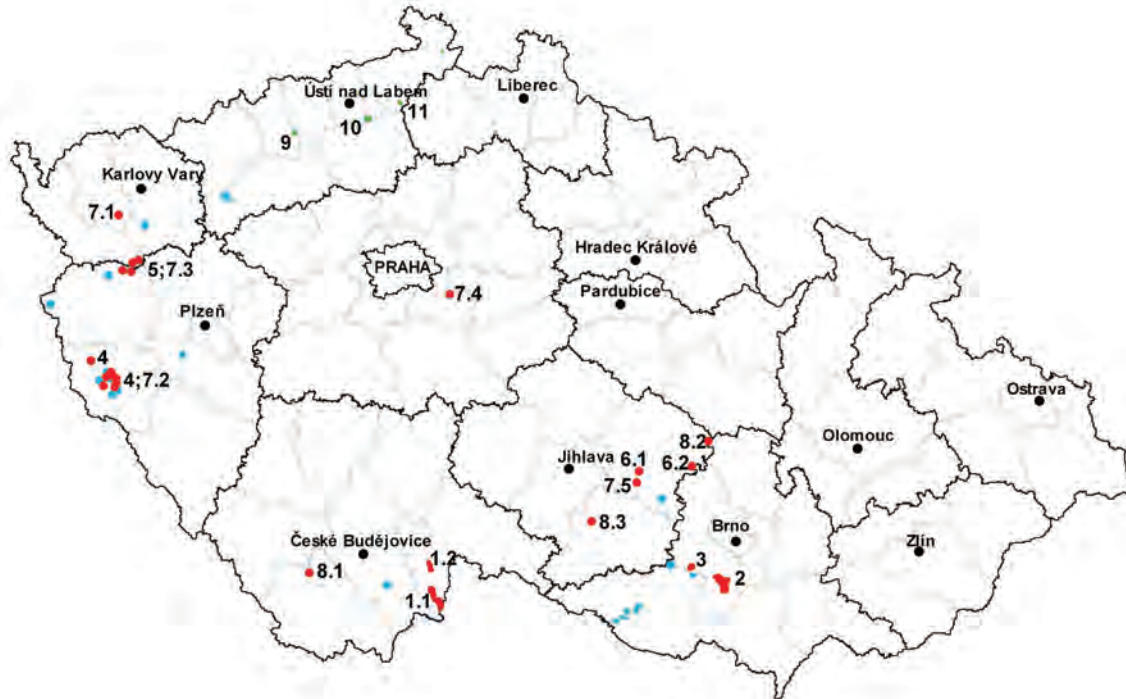 Liberec
Ústí nad Labem
11
10
9
Karlovy Vary
7.1
Hradec Králové
PRAHA
5;7.3
7.4
Pardubice
Plzeň
4
4;7.2
Ostrava
8.2
Olomouc
Jihlava
6.1
6.2
7.5
8.3
Brno
České Budějovice
Zlín
1.2
3
8.1
2
1.1